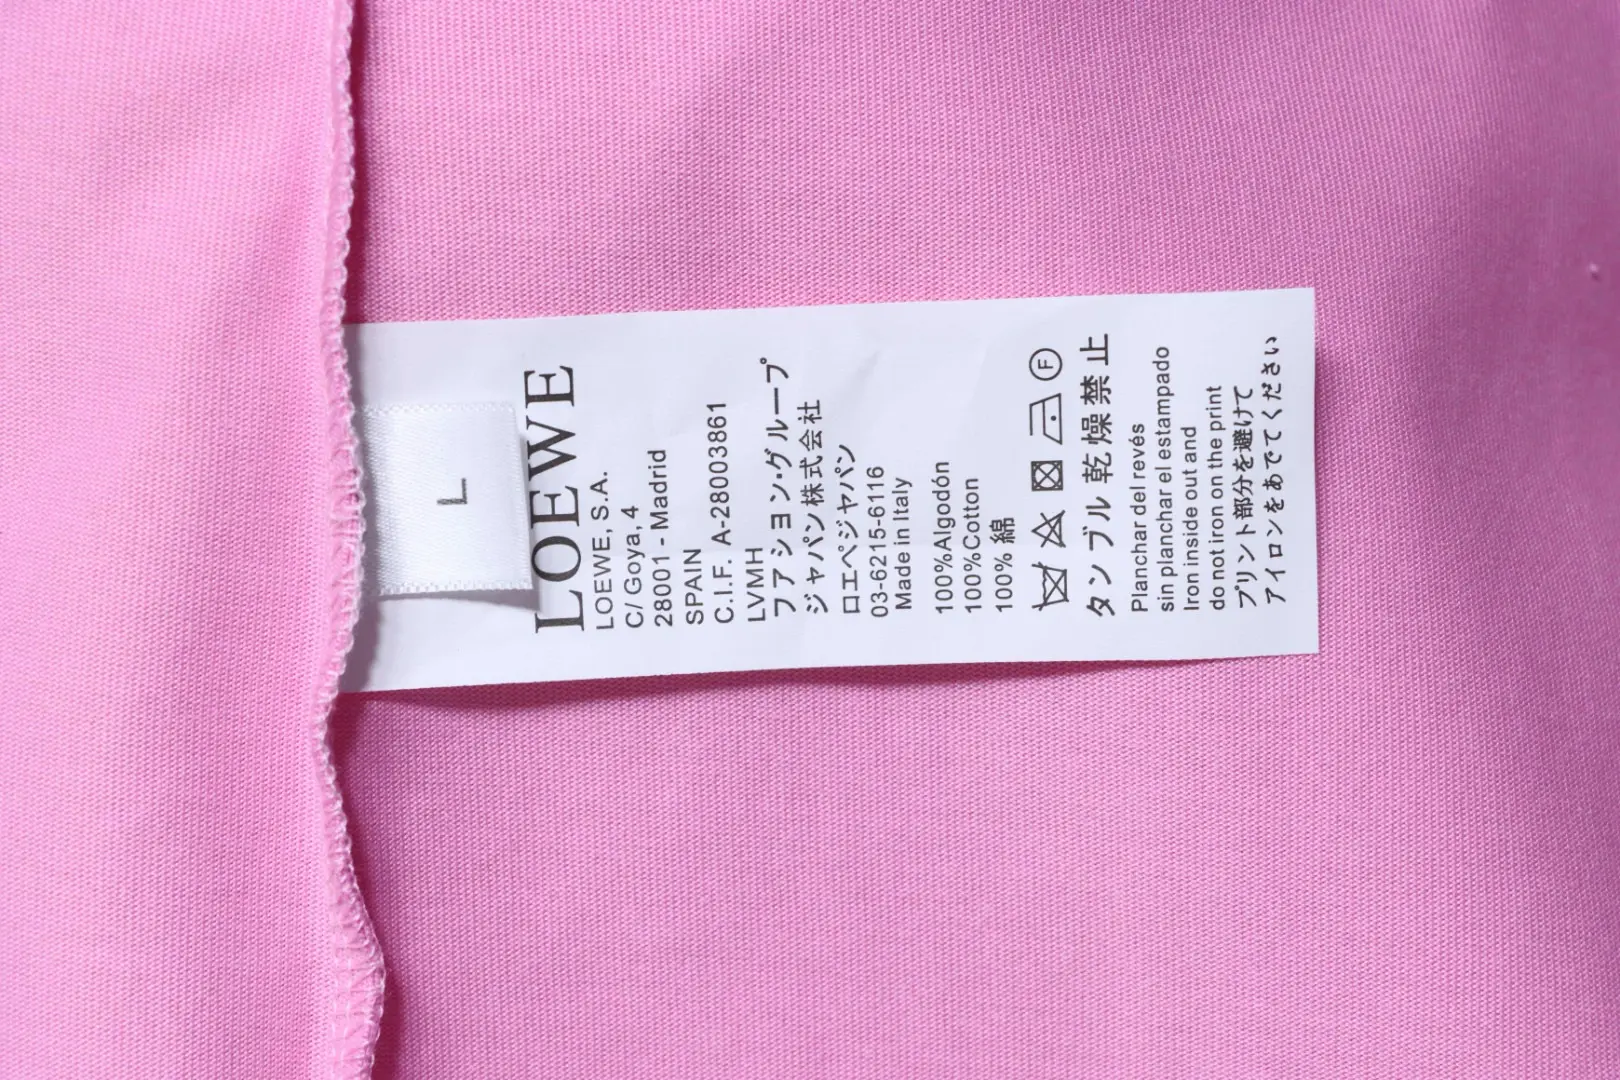 L
LOEWE
LOEWE, S.A.
C/ Goya, 4
28001 - Madrid
SPAIN
C.I.F. A-28003861
LVMH
ファション・グループ
ジャパン株式会社
ロエベジャパン
03-6215-6116
Made in Italy
100%Algodón
100%Cotton
100% 綿
F
タンブル乾燥禁止
Planchar del revés
sin planchar el estampado
Iron inside out and
do not iron on the print
プリント部分を避けて
アイロンをあでてください